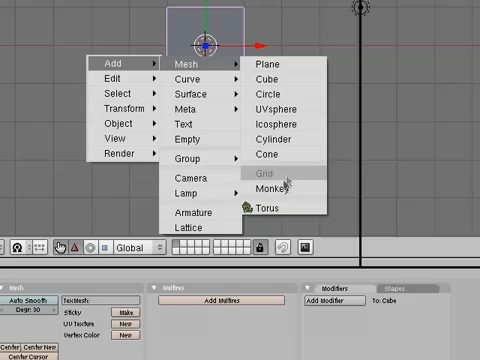 Add
Edit
Select
Transform
Object
View
Render
Mesh
Curve
Surface
Meta
Text
Empty
Group
Camera
Lamp
Armature
Lattice
Plane
Cube
Circle
UVsphere
Icosphere
Cylinder
Cone
Grid
Monkey
Torus
Global
Mesh
Auto Smooth
Degr: 30
TexMesh:
Sticky
Make
UV Texture
New
Vertex Color
New
Center
Center New
Center Cursor
Multires
Add Multires
Modifiers
Shapes
Add Modifier
To: Cube